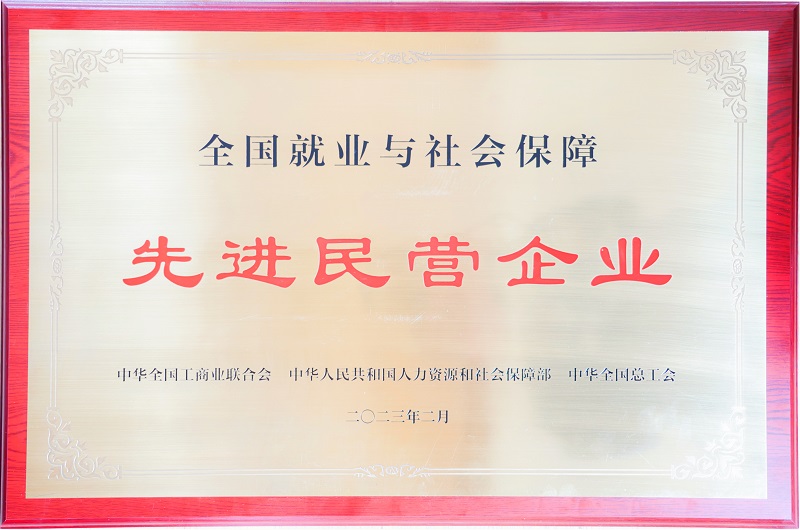 全国就业与社会保障
先进民营企业
中华全国工商业联合会 中华人民共和国人力资源和社会保障部 中华全国总工会
二〇二三年二月